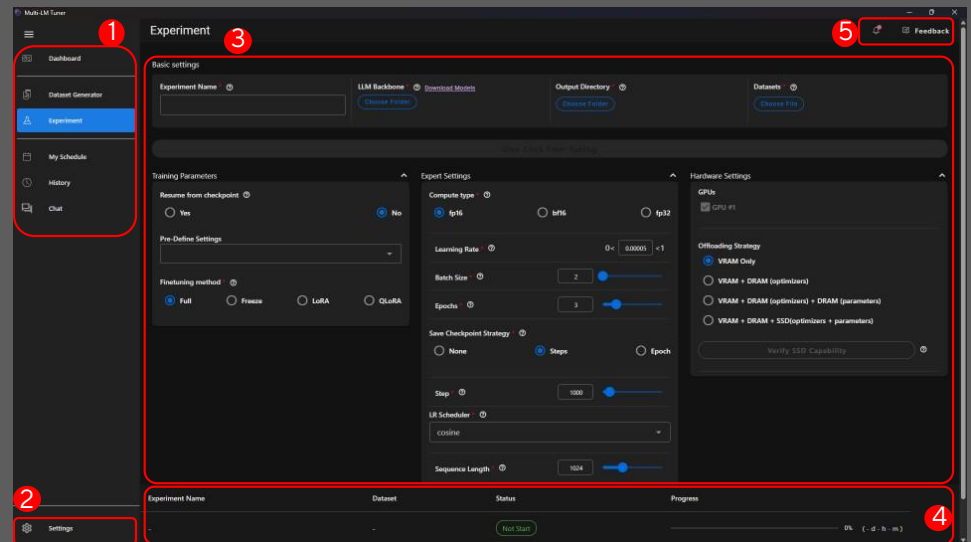 Multi-LM Tuner
1
Experiment
3
5
Feedback
Dashboard
Dataset Generator
Experiment
My Schedule
History
Chat
2
Settings
Basic settings
Experiment Name *
LLM Backbone * Download Models
Choose Folder
Output Directory *
Choose Folder
Datasets *
Choose File
One Click Fine-Tuning
Training Parameters
Resume from checkpoint
Yes No
Pre-Define Settings
Finetuning method *
Full Freeze LoRA QLoRA
Expert Settings
Compute type *
fp16 bf16 fp32
Learning Rate * 0< 0.00005 <1
Batch Size * 2
Epochs * 3
Save Checkpoint Strategy *
None Steps Epoch
Step * 1000
LR Scheduler *
cosine
Sequence Length * 1024
Hardware Settings
GPUs
GPU #1
Offloading Strategy
VRAM Only
VRAM + DRAM (optimizers)
VRAM + DRAM (optimizers) + DRAM (parameters)
VRAM + DRAM + SSD(optimizers + parameters)
Verify SSD Capability
Experiment Name Dataset Status Progress
4
- - Not Start 0% (-d-h-m)